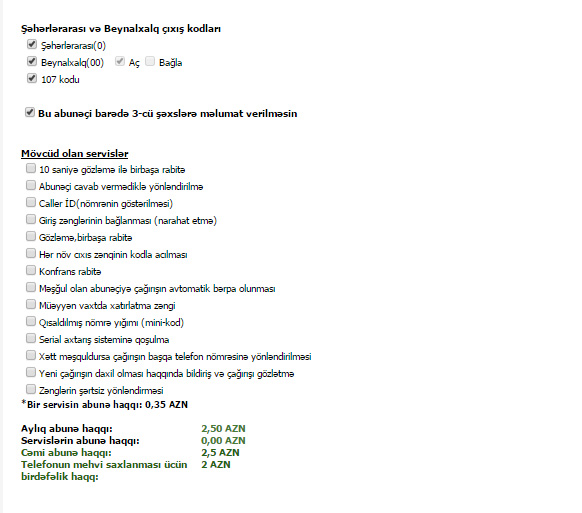 Şəhərlərarası və Beynalxalq çıxış kodları
Şəhərlərarası(0)
Beynalxalq(00) Aç Bağla
107 kodu
Bu abunəçi barədə 3-cü şəxslərə məlumat verilməsin
Mövcüd olan servislər
10 saniyə gözləmə ilə birbaşa rabitə
Abunəçi cavab vermədiklə yönləndirilmə
Caller İD(nömrənin göstərilməsi)
Giriş zənglərinin bağlanması (narahat etmə)
Gözləmə,birbaşa rabitə
Hər növ cıxıs zənqinin kodla acılması
Konfrans rabitə
Məşğul olan abunəçiyə çağırışın avtomatik bərpa olunması
Müəyyən vaxtda xatırlatma zəngi
Qısaldılmış nömrə yığımı (mini-kod)
Serial axtarış sisteminə qoşulma
Xətt məşquldursa çağırışın başqa telefon nömrəsinə yönləndirilməsi
Yeni çağırışın daxil olması haqqında bildiriş və çağırışı gözlətmə
Zənglərin şərtsiz yönləndirməsi
*Bir servisin abunə haqqı: 0,35 AZN
Aylıq abunə haqqı: 2,50 AZN
Servislərin abunə haqqı: 0,00 AZN
Cəmi abunə haqqı: 2,5 AZN
Telefonun mehvi saxlanması ücün 2 AZN
birdəfəlik haqq: